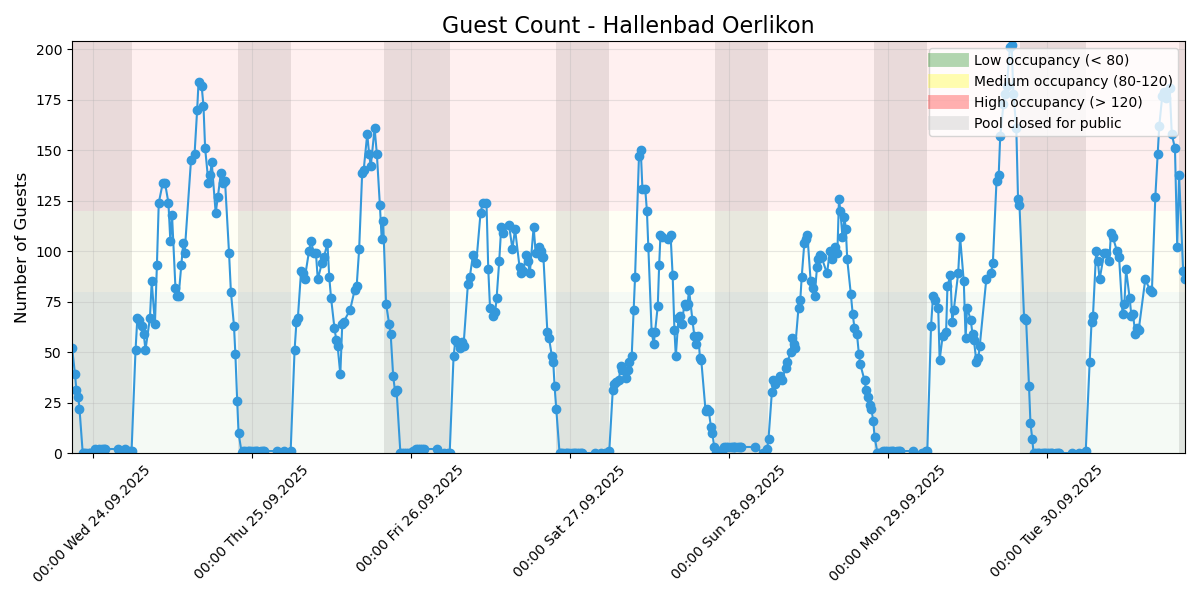 Guest Count - Hallenbad Oerlikon
Number of Guests
200
175
150
125
100
75
50
25
0
Low occupancy (< 80)
Medium occupancy (80-120)
High occupancy (> 120)
Pool closed for public
00:00 Wed 24.09.2025
00:00 Thu 25.09.2025
00:00 Fri 26.09.2025
00:00 Sat 27.09.2025
00:00 Sun 28.09.2025
00:00 Mon 29.09.2025
00:00 Tue 30.09.2025